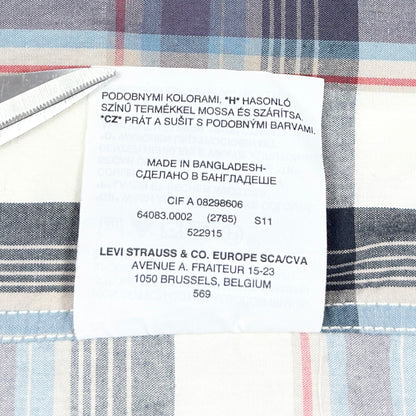 PODOBNYMI KOLORAMI. *H* HASONLÓ
SZÍNŰ TERMÉKKEL MOSSA ÉS SZÁRÍTSA.
*CZ* PRÁT A SUŠIT S PODOBNÝMI BARVAMI.
MADE IN BANGLADESH-
СДЕЛАНО В БАНГЛАДЕШЕ
CIF A 08298606
64083.0002 (2785) S11
522915
LEVI STRAUSS & CO. EUROPE SCA/CVA
AVENUE A. FRAITEUR 15-23
1050 BRUSSELS, BELGIUM
569